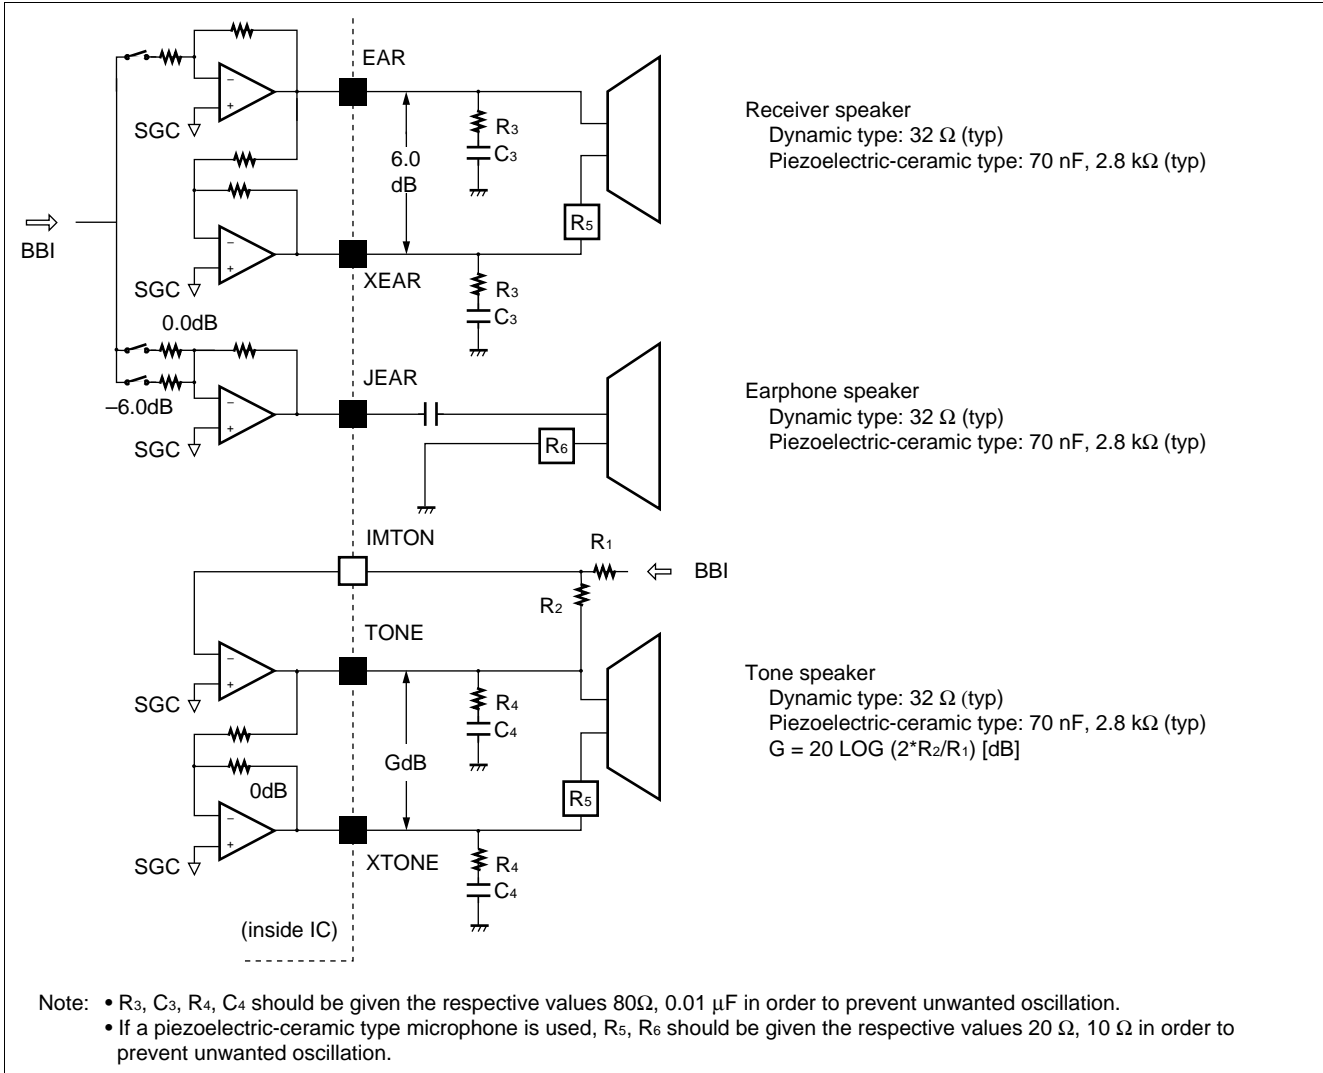 EAR
SGC
R3
C3
6.0
dB
Receiver speaker
Dynamic type: 32 Ω (typ)
Piezoelectric-ceramic type: 70 nF, 2.8 kΩ (typ)
BBI
R5
SGC
XEAR
R3
C3
0.0dB
−6.0dB
SGC
JEAR
R6
Earphone speaker
Dynamic type: 32 Ω (typ)
Piezoelectric-ceramic type: 70 nF, 2.8 kΩ (typ)
IMTON
R1
BBI
R2
TONE
SGC
R4
C4
GdB
Tone speaker
Dynamic type: 32 Ω (typ)
Piezoelectric-ceramic type: 70 nF, 2.8 kΩ (typ)
G = 20 LOG (2*R2/R1) [dB]
0dB
R5
SGC
XTONE
R4
C4
(inside IC)
Note: • R3, C3, R4, C4 should be given the respective values 80Ω, 0.01 μF in order to prevent unwanted oscillation.
• If a piezoelectric-ceramic type microphone is used, R5, R6 should be given the respective values 20 Ω, 10 Ω in order to
prevent unwanted oscillation.